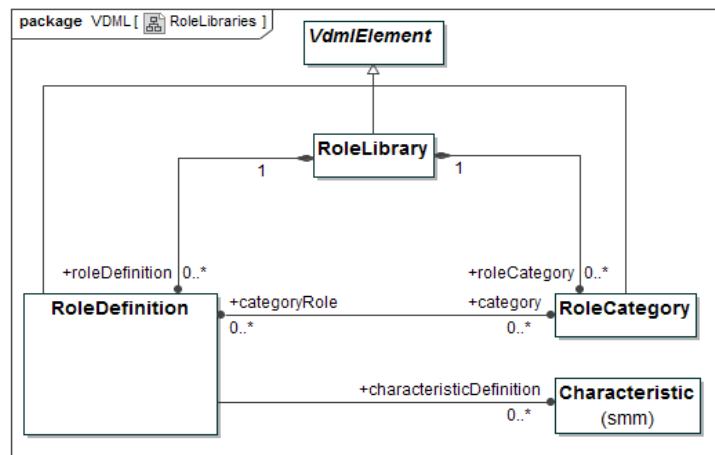 package VDML [ RoleLibraries ]
VdmlElement
RoleLibrary
1
1
+roleDefinition 0..*
+roleCategory 0..*
RoleDefinition
+categoryRole
0..*
+category
0..*
RoleCategory
+characteristicDefinition
0..*
Characteristic
(smm)